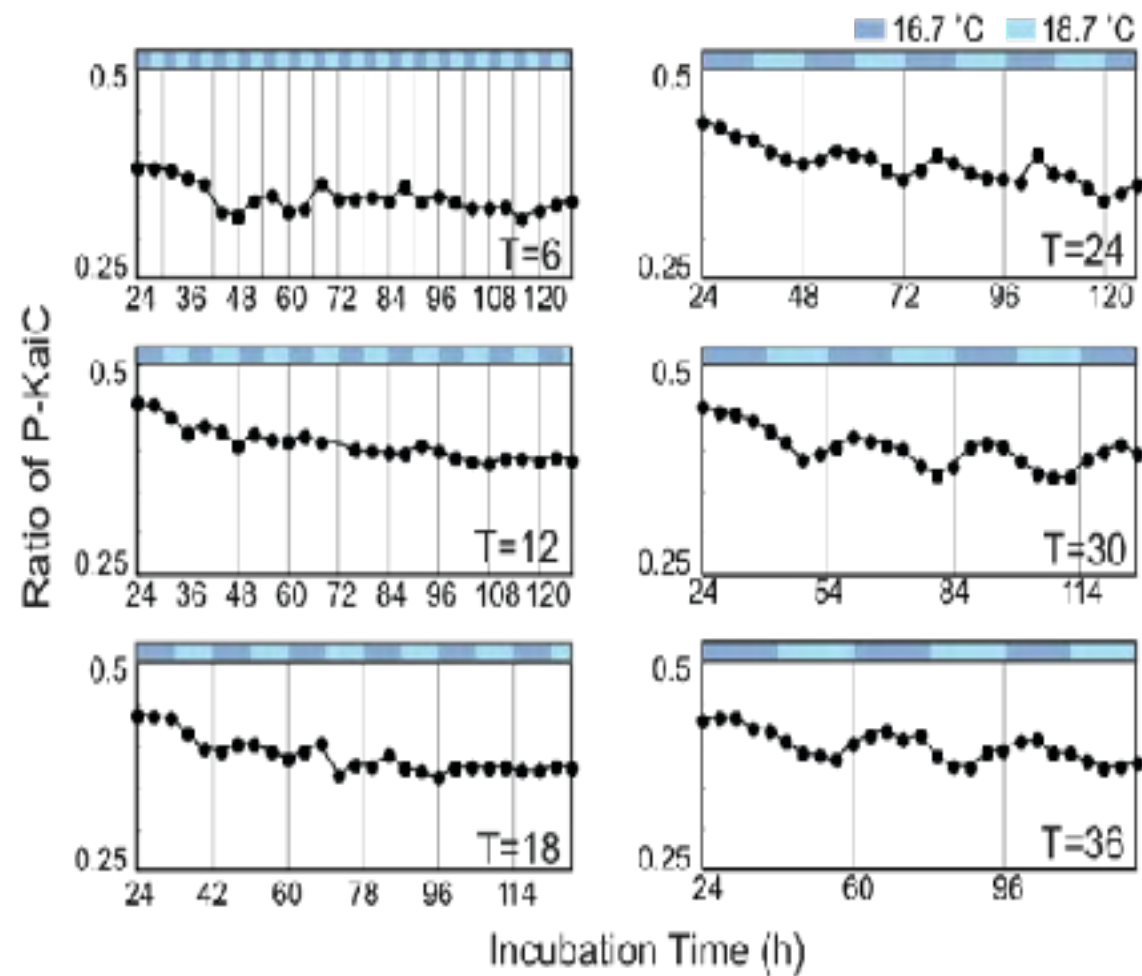 16.7 °C 18.7 °C
0.5
0.25
T=6
24 36 48 60 72 84 96 108 120
0.5
0.25
T=24
24 48 72 96 120
0.5
0.25
T=12
24 36 48 60 72 84 96 108 120
0.5
0.25
T=30
24 54 84 114
0.5
0.25
T=18
24 42 60 78 96 114
0.5
0.25
T=36
24 60 96
Ratio of P-KaiC
Incubation Time (h)